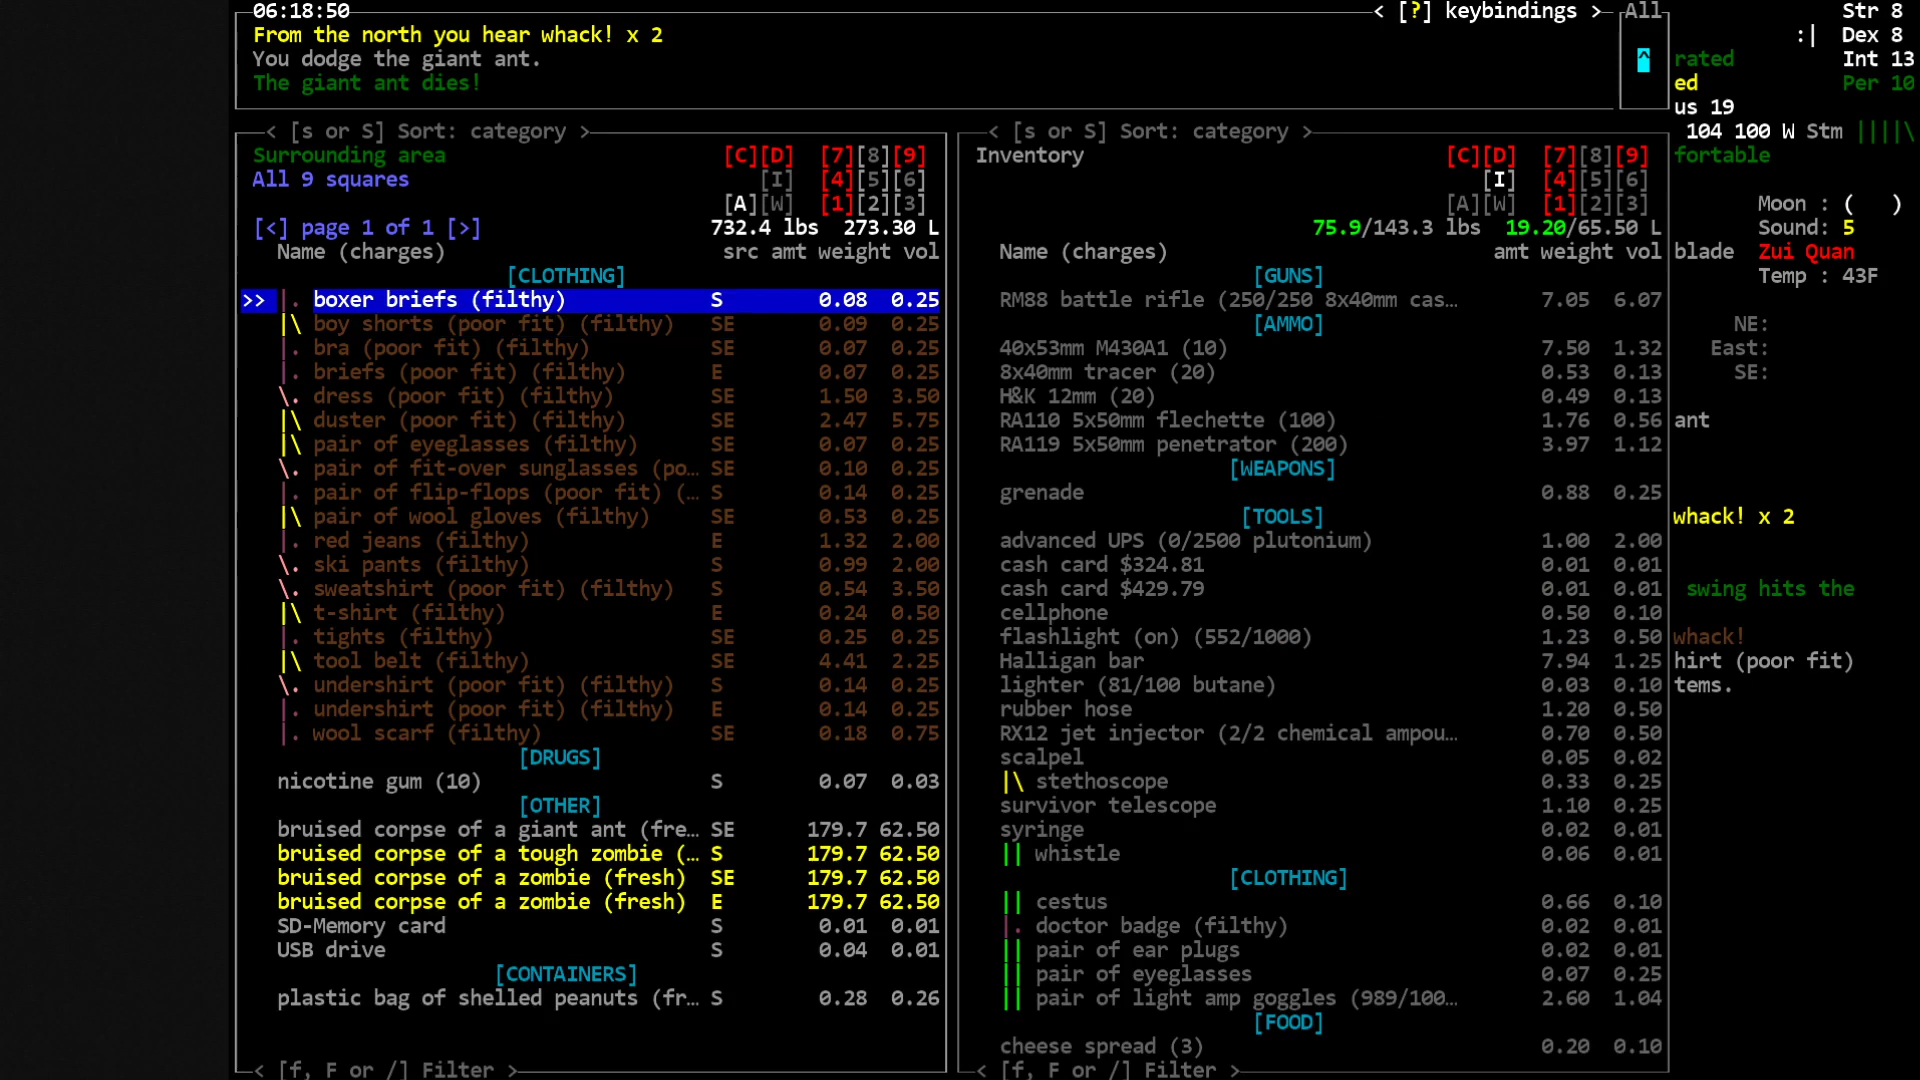 06:18:50 < [?] keybindings > All Str 8
From the north you hear whack! x 2 :| Dex 8
You dodge the giant ant. ^ rated Int 13
The giant ant dies! ed Per 10
us 19
< [s or S] Sort: category > < [s or S] Sort: category > 104 100 W Stm ||||\
Surrounding area [C][D] [7][8][9] Inventory [C][D] [7][8][9] fortable
All 9 squares [I] [4][5][6] [I] [4][5][6]
[A][W] [1][2][3] [A][W] [1][2][3] Moon : ( )
[<] page 1 of 1 [>] 732.4 lbs 273.30 L 75.9/143.3 lbs 19.20/65.50 L Sound: 5
Name (charges) src amt weight vol Name (charges) amt weight vol blade Zui Quan
[CLOTHING] [GUNS] Temp : 43F
>> |. boxer briefs (filthy) S 0.08 0.25 RM88 battle rifle (250/250 8x40mm cas… 7.05 6.07
|\ boy shorts (poor fit) (filthy) SE 0.09 0.25 [AMMO] NE:
|. bra (poor fit) (filthy) SE 0.07 0.25 40x53mm M430A1 (10) 7.50 1.32 East:
|. briefs (poor fit) (filthy) E 0.07 0.25 8x40mm tracer (20) 0.53 0.13 SE:
\. dress (poor fit) (filthy) SE 1.50 3.50 H&K 12mm (20) 0.49 0.13
|\ duster (poor fit) (filthy) SE 2.47 5.75 RA110 5x50mm flechette (100) 1.76 0.56 ant
|\ pair of eyeglasses (filthy) SE 0.07 0.25 RA119 5x50mm penetrator (200) 3.97 1.12
\. pair of fit-over sunglasses (po… SE 0.10 0.25 [WEAPONS]
|. pair of flip-flops (poor fit) (… S 0.14 0.25 grenade 0.88 0.25
|\ pair of wool gloves (filthy) SE 0.53 0.25 [TOOLS] whack! x 2
|. red jeans (filthy) E 1.32 2.00 advanced UPS (0/2500 plutonium) 1.00 2.00
\. ski pants (filthy) S 0.99 2.00 cash card $324.81 0.01 0.01
\. sweatshirt (poor fit) (filthy) S 0.54 3.50 cash card $429.79 0.01 0.01 swing hits the
|\ t-shirt (filthy) E 0.24 0.50 cellphone 0.50 0.10
|. tights (filthy) SE 0.25 0.25 flashlight (on) (552/1000) 1.23 0.50 whack!
|\ tool belt (filthy) SE 4.41 2.25 Halligan bar 7.94 1.25 hirt (poor fit)
\. undershirt (poor fit) (filthy) S 0.14 0.25 lighter (81/100 butane) 0.03 0.10 tems.
|. undershirt (poor fit) (filthy) E 0.14 0.25 rubber hose 1.20 0.50
|. wool scarf (filthy) SE 0.18 0.75 RX12 jet injector (2/2 chemical ampou… 0.70 0.50
[DRUGS] scalpel 0.05 0.02
nicotine gum (10) S 0.07 0.03 |\ stethoscope 0.33 0.25
[OTHER] survivor telescope 1.10 0.25
bruised corpse of a giant ant (fre… SE 179.7 62.50 syringe 0.02 0.01
bruised corpse of a tough zombie (… S 179.7 62.50 || whistle 0.06 0.01
bruised corpse of a zombie (fresh) SE 179.7 62.50 [CLOTHING]
bruised corpse of a zombie (fresh) E 179.7 62.50 || cestus 0.66 0.10
SD-Memory card S 0.01 0.01 |. doctor badge (filthy) 0.02 0.01
USB drive S 0.04 0.01 || pair of ear plugs 0.02 0.01
[CONTAINERS] || pair of eyeglasses 0.07 0.25
plastic bag of shelled peanuts (fr… S 0.28 0.26 || pair of light amp goggles (989/100… 2.60 1.04
[FOOD]
cheese spread (3) 0.20 0.10
< [f, F or /] Filter > < [f, F or /] Filter >